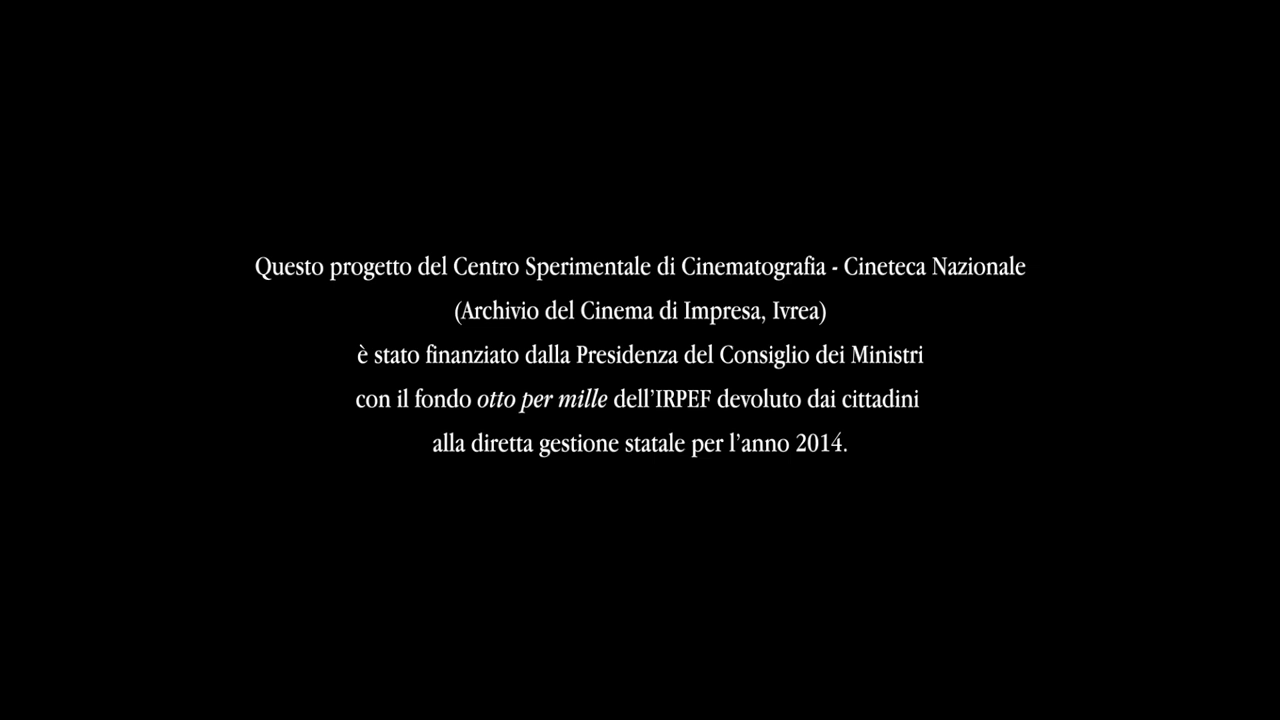 Questo progetto del Centro Sperimentale di Cinematografia - Cineteca Nazionale
(Archivio del Cinema di Impresa, Ivrea)
è stato finanziato dalla Presidenza del Consiglio dei Ministri
con il fondo otto per mille dell’IRPEF devoluto dai cittadini
alla diretta gestione statale per l’anno 2014.